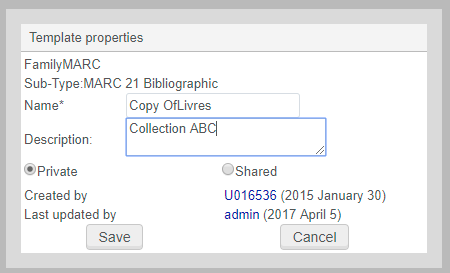 Template properties
FamilyMARC
Sub-Type:MARC 21 Bibliographic
Name* Copy OfLivres
Description: Collection ABC
Private Shared
Created by U016536 (2015 January 30)
Last updated by admin (2017 April 5)
Save Cancel